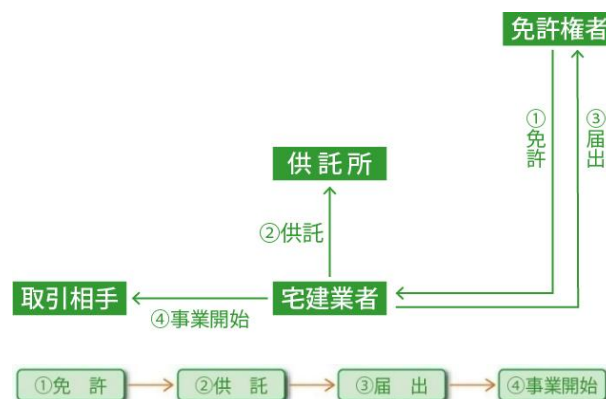 免許権者
①免許
③届出
供託所
②供託
取引相手
宅建業者
④事業開始
①免 許
②供 託
③届 出
④事業開始